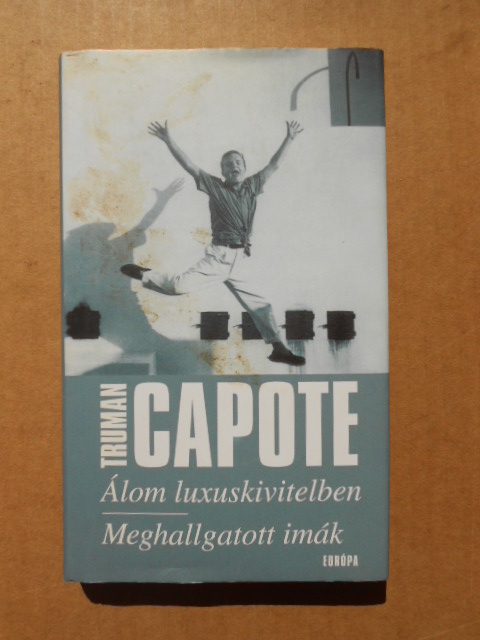 TRUMAN
CAPOTE
Álom luxuskivitelben
Meghallgatott imák
EURÓPA